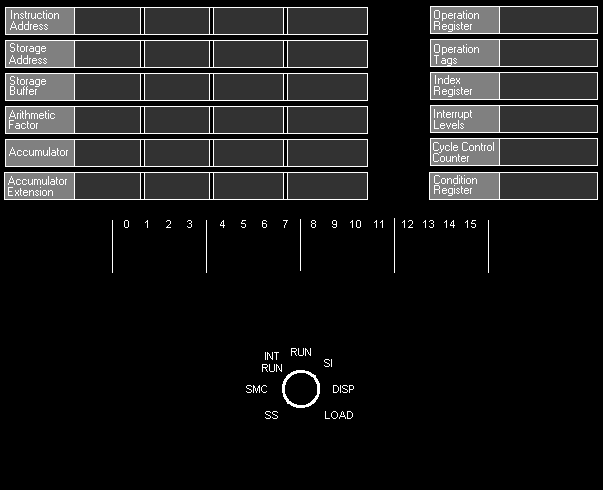 Instruction
Address
Storage
Address
Storage
Buffer
Arithmetic
Factor
Accumulator
Accumulator
Extension
Operation
Register
Operation
Tags
Index
Register
Interrupt
Levels
Cycle Control
Counter
Condition
Register
0 1 2 3 4 5 6 7 8 9 10 11 12 13 14 15
RUN
INT
RUN
SI
SMC
DISP
SS
LOAD